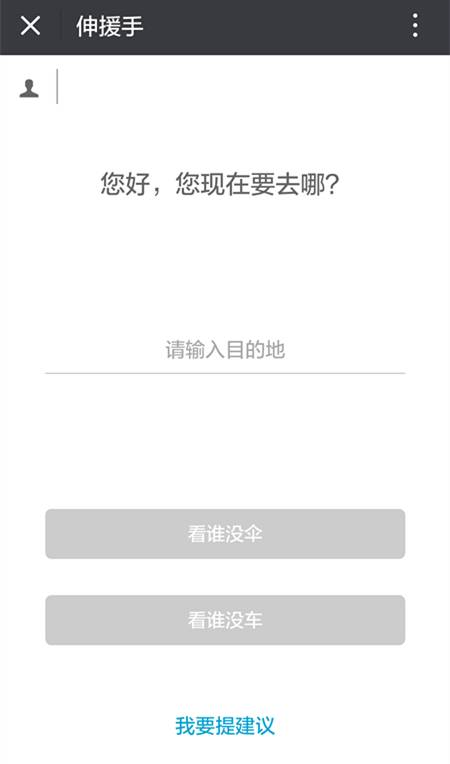 伸援手
您好，您现在要去哪？
请输入目的地
看谁没伞
看谁没车
我要提建议